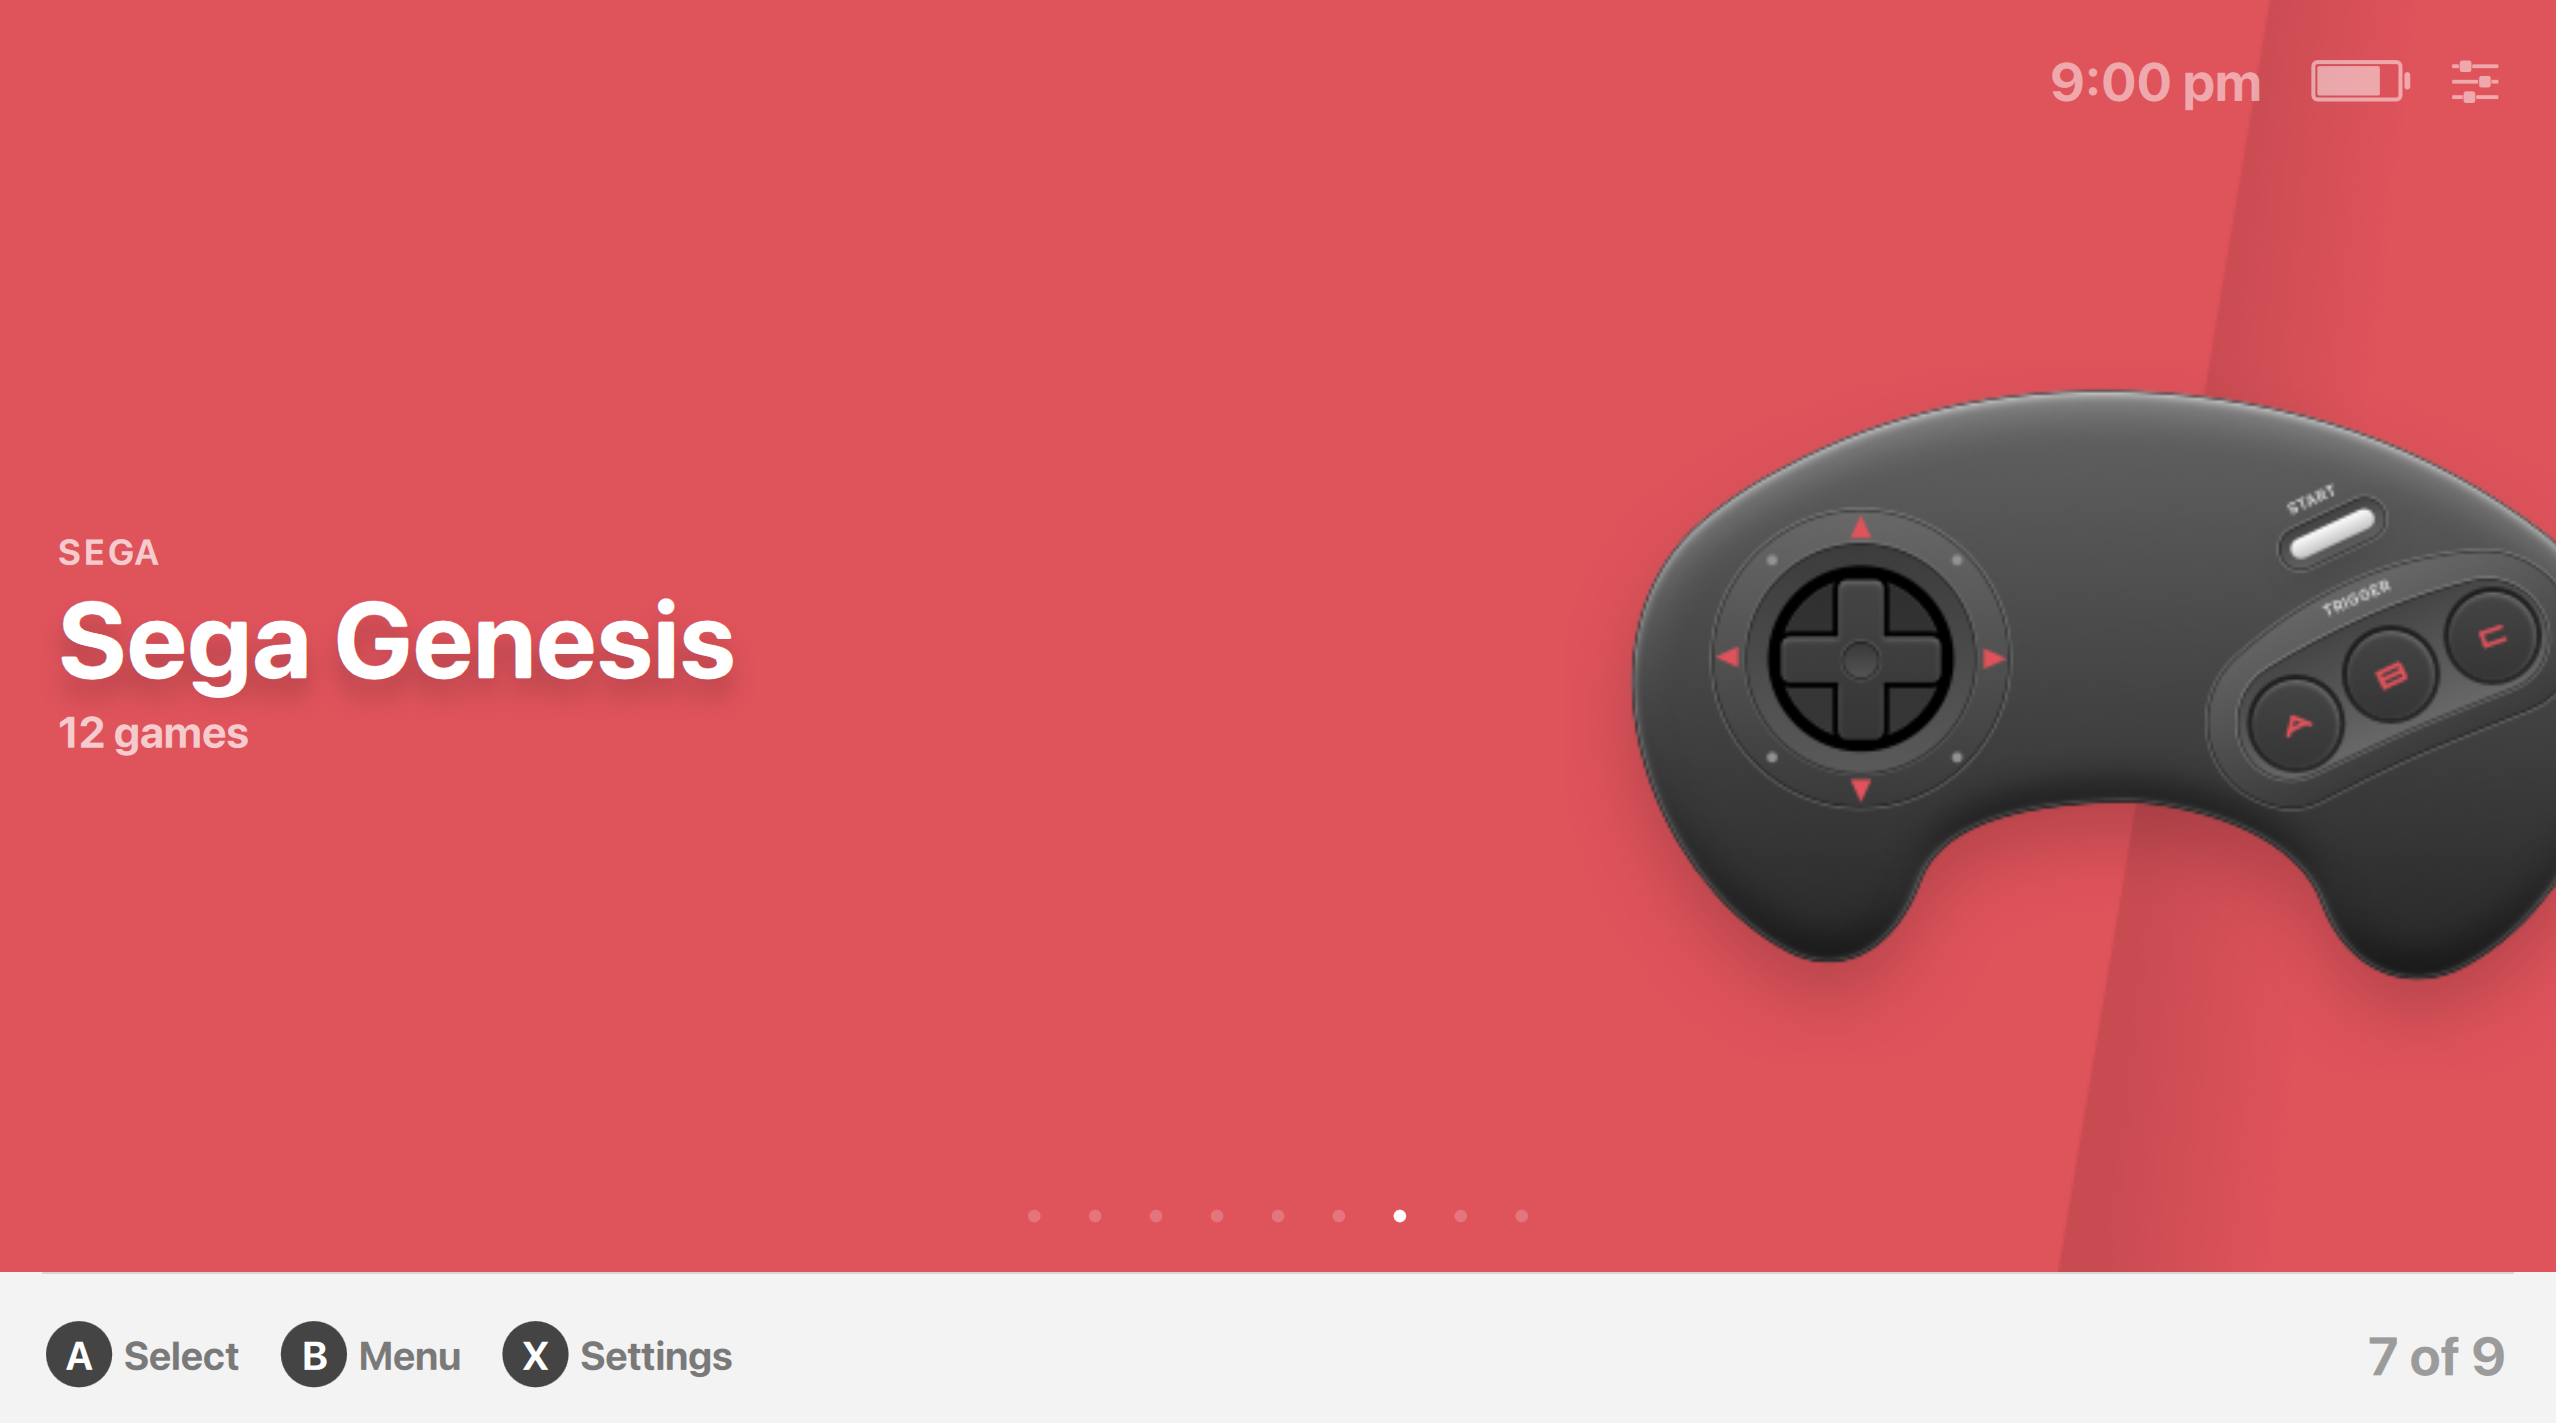 9:00 pm
START
TRIGGER
A
B
C
SEGA
Sega Genesis
12 games
A Select B Menu X Settings
7 of 9